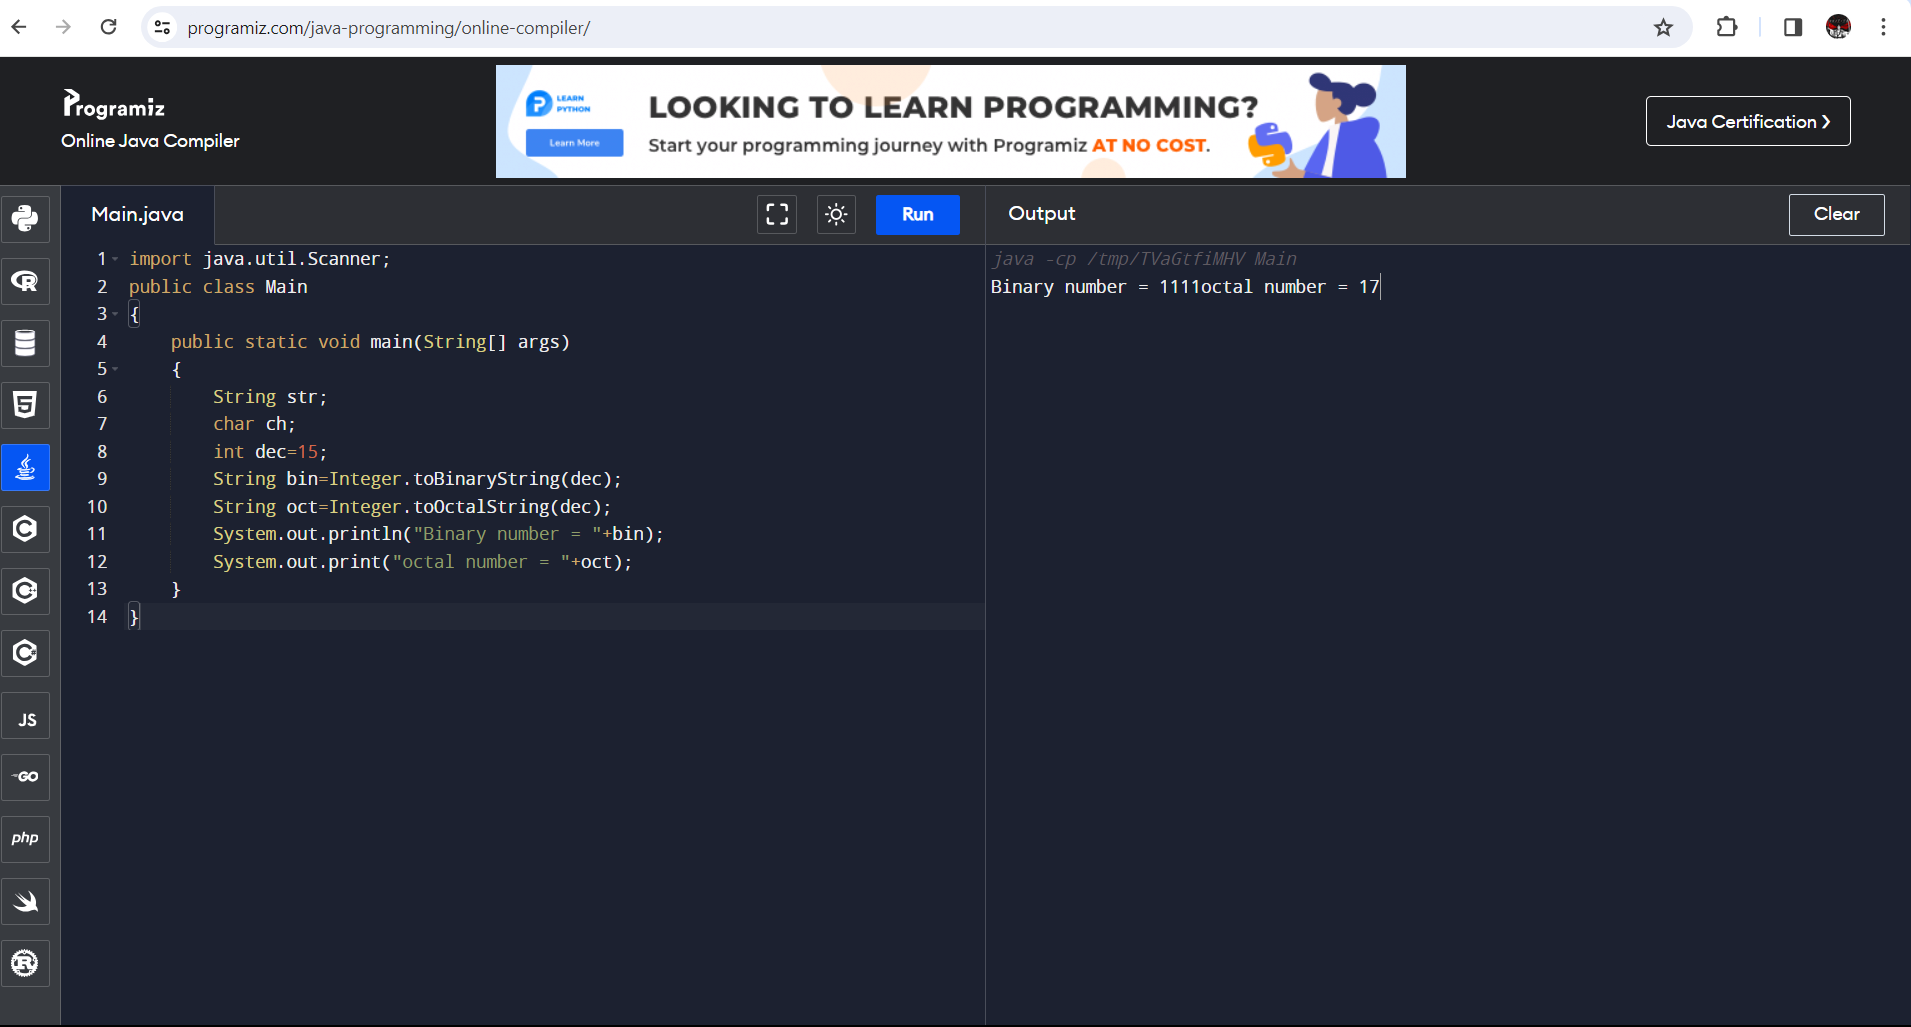 programiz.com/java-programming/online-compiler/
Programiz
Online Java Compiler
LEARN
PYTHON
Learn More
LOOKING TO LEARN PROGRAMMING?
Start your programming journey with Programiz AT NO COST.
Java Certification ❯
Main.java
Run
Output
Clear
1 import java.util.Scanner;
2 public class Main
3 {
4     public static void main(String[] args)
5     {
6         String str;
7         char ch;
8         int dec=15;
9         String bin=Integer.toBinaryString(dec);
10         String oct=Integer.toOctalString(dec);
11         System.out.println("Binary number = "+bin);
12         System.out.print("octal number = "+oct);
13     }
14 }
java -cp /tmp/TVaGtfiMHV Main
Binary number = 1111octal number = 17
R
5
C
C++
C#
JS
GO
php
R